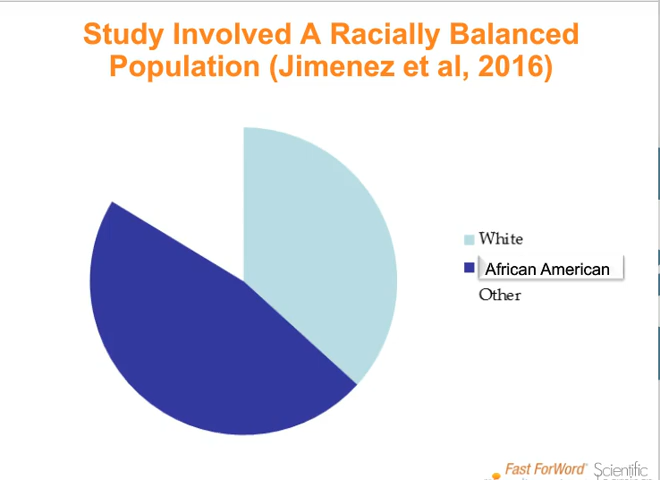 Study Involved A Racially Balanced
Population (Jimenez et al, 2016)
White
African American
Other
Fast ForWord Scientific